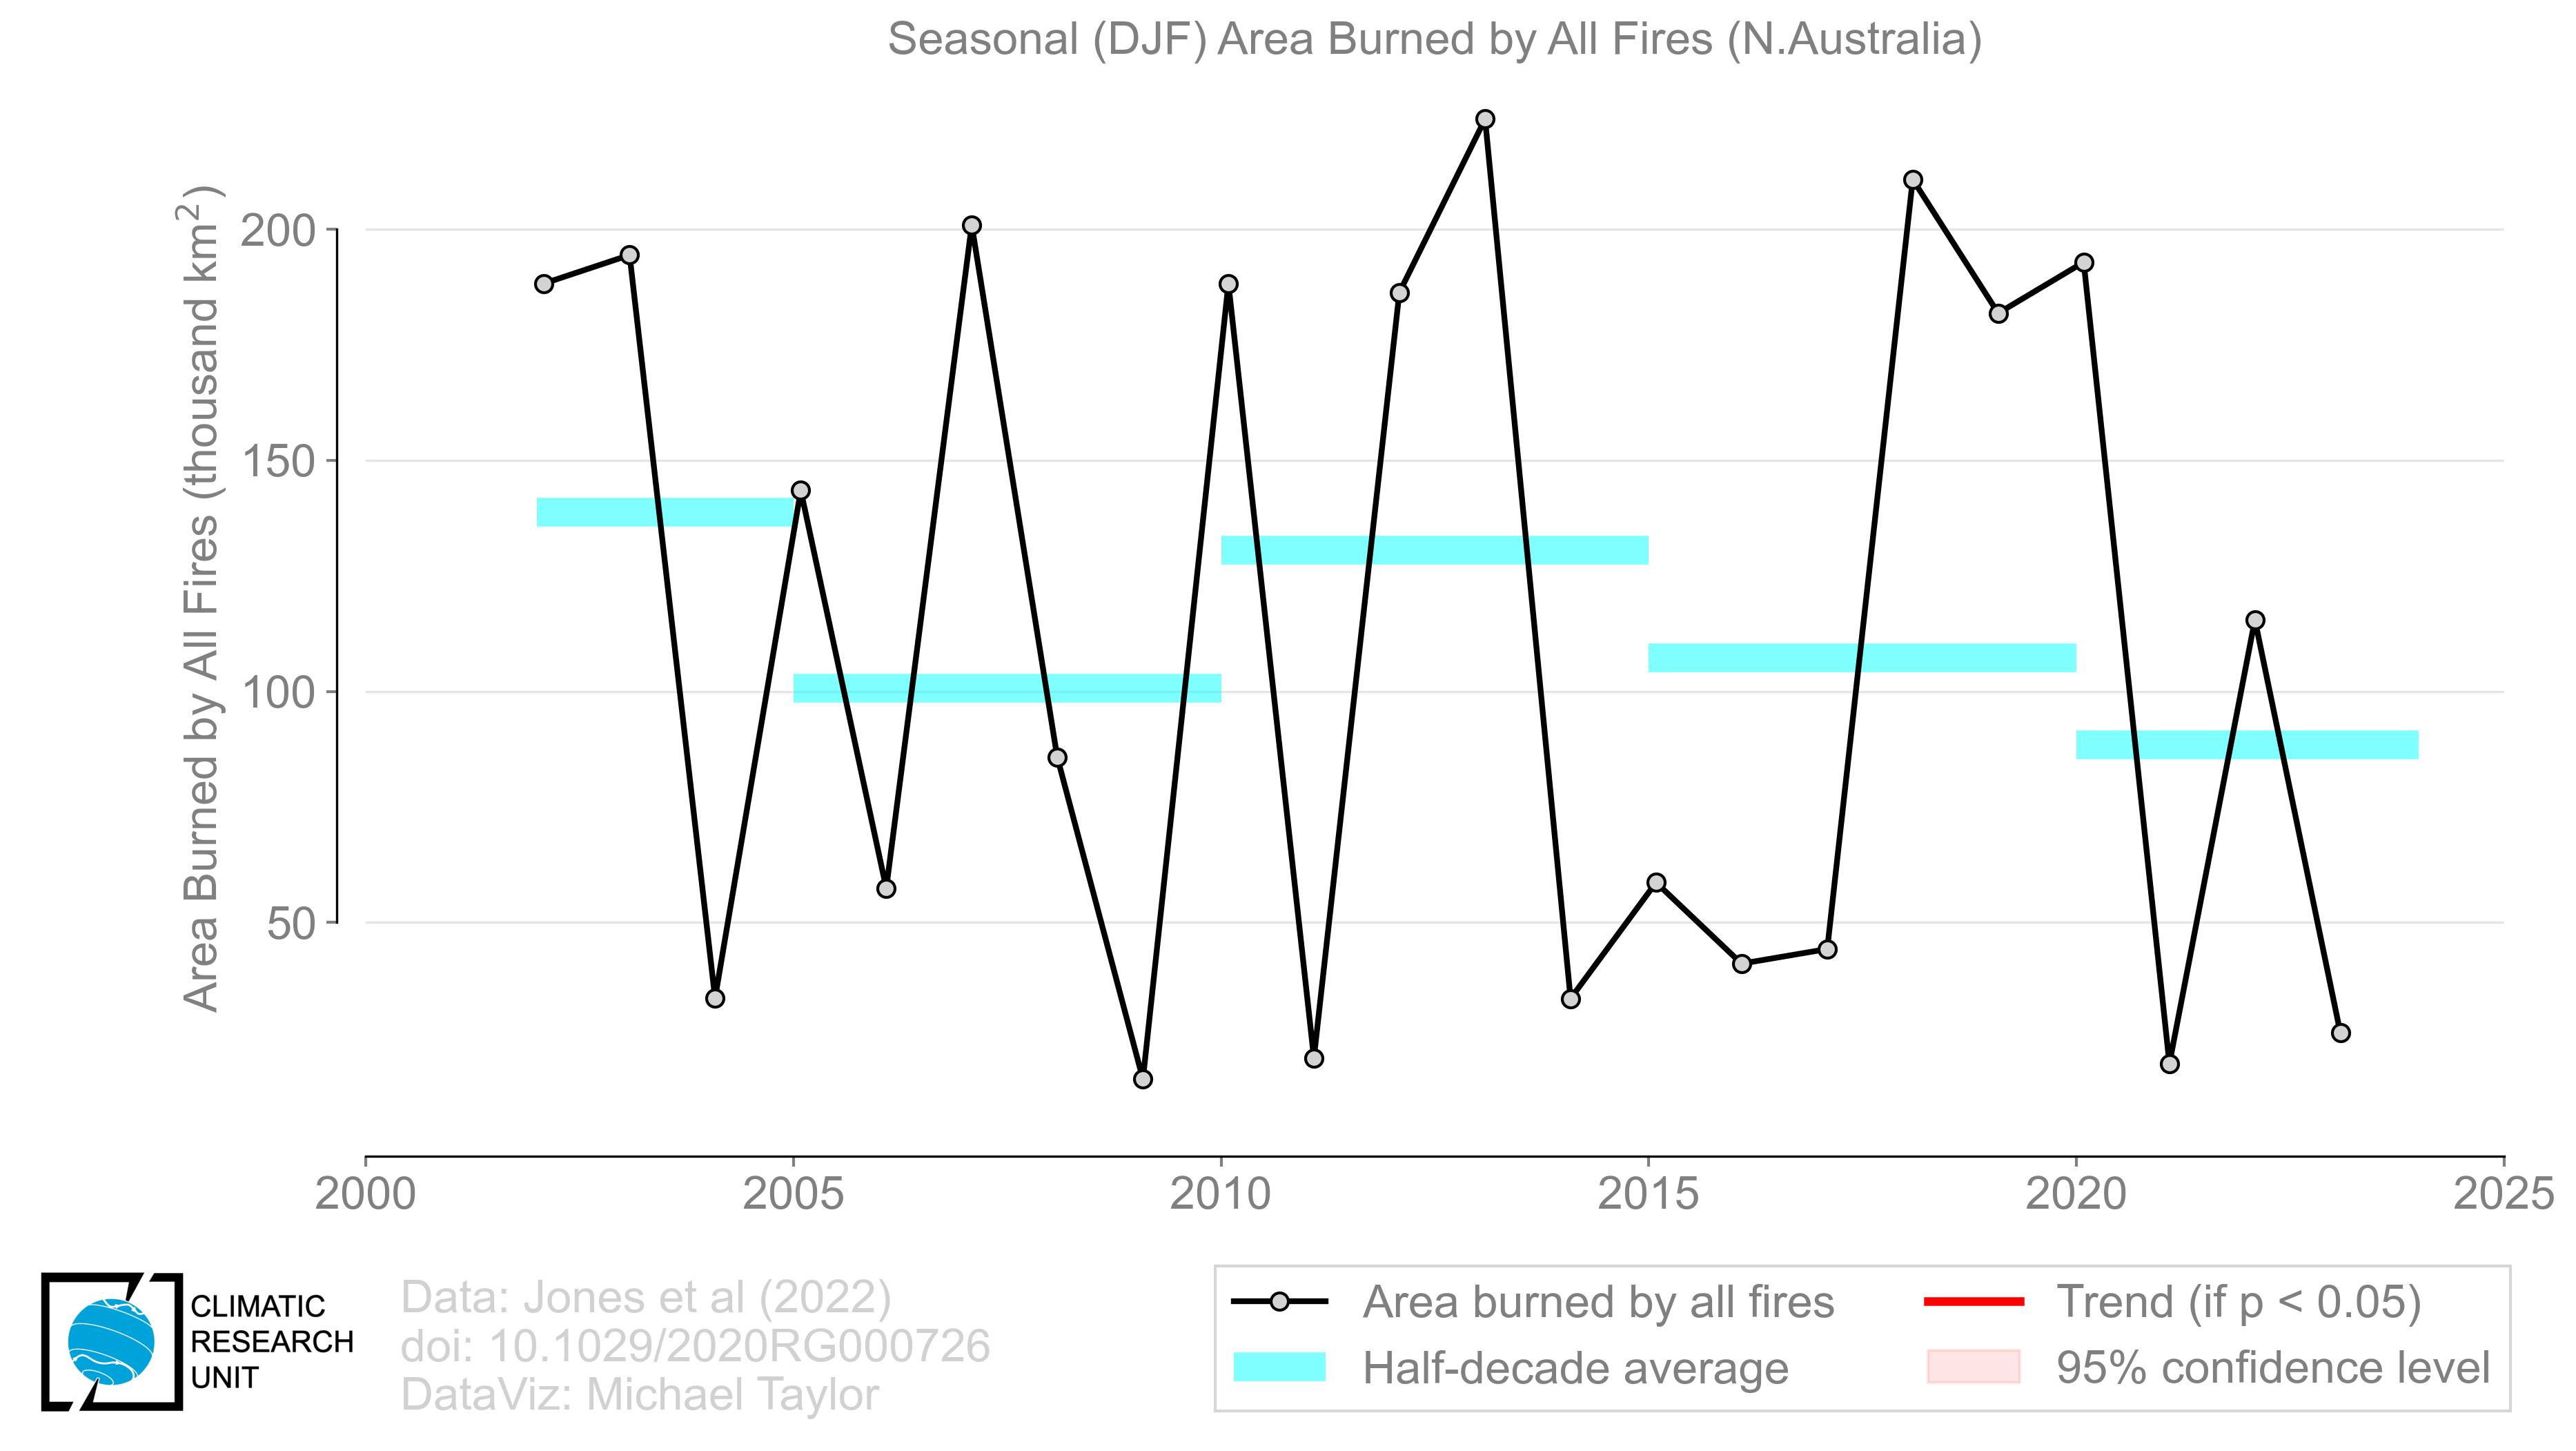 Seasonal (DJF) Area Burned by All Fires (N.Australia)
Area Burned by All Fires (thousand km²)
200
150
100
50
2000
2005
2010
2015
2020
2025
CLIMATIC
RESEARCH
UNIT
Data: Jones et al (2022)
doi: 10.1029/2020RG000726
DataViz: Michael Taylor
Area burned by all fires
Half-decade average
Trend (if p < 0.05)
95% confidence level